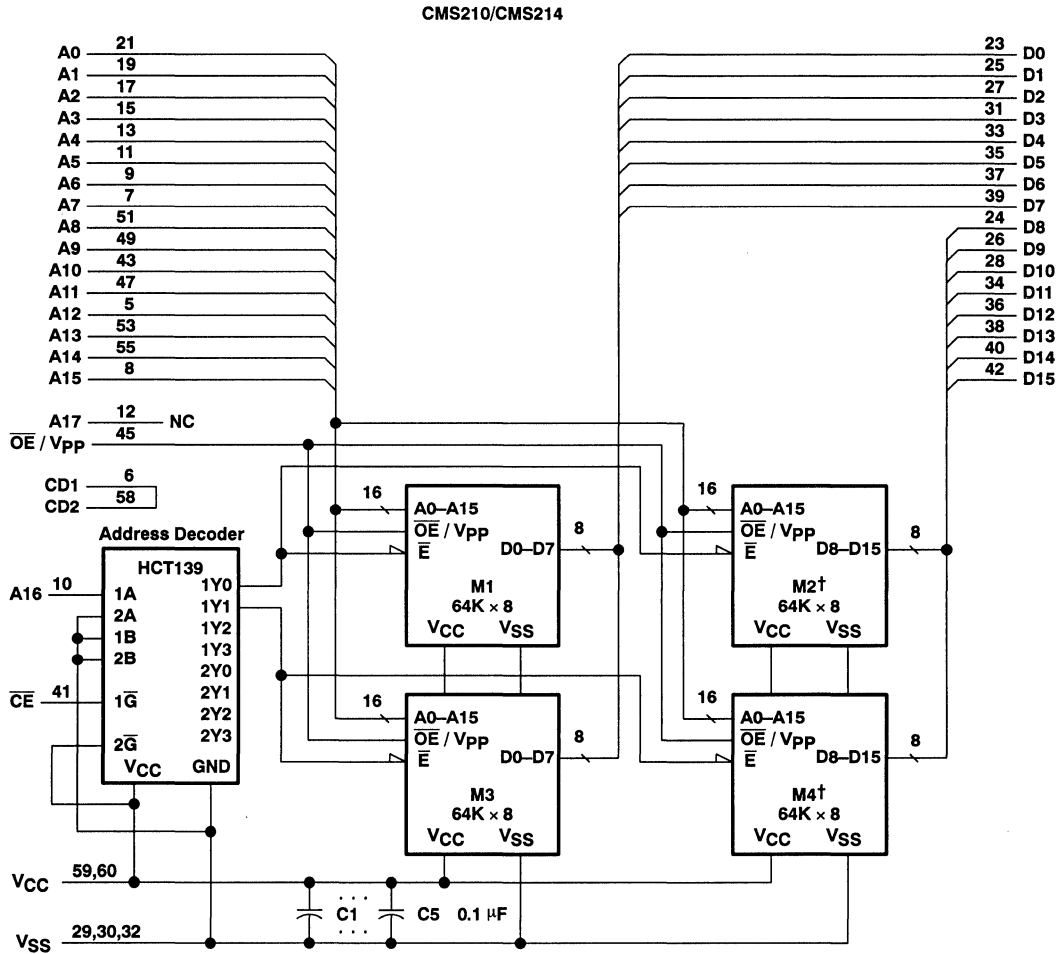 CMS210/CMS214
A0 21
A1 19
A2 17
A3 15
A4 13
A5 11
A6 9
A7 7
A8 51
A9 49
A10 43
A11 47
A12 5
A13 53
A14 55
A15 8
23 D0
25 D1
27 D2
31 D3
33 D4
35 D5
37 D6
39 D7
24 D8
26 D9
28 D10
34 D11
36 D12
38 D13
40 D14
42 D15
A17 12 NC
OE / VPP 45
CD1 6
CD2 58
Address Decoder
HCT139
A16 10 1A
2A
1B
2B
CE 41 1G
2G
VCC GND
1Y0
1Y1
1Y2
1Y3
2Y0
2Y1
2Y2
2Y3
16 A0–A15
OE / VPP
E D0–D7 8
M1
64K × 8
VCC VSS
16 A0–A15
OE / VPP
E D8–D15 8
M2†
64K × 8
VCC VSS
16 A0–A15
OE / VPP
E D0–D7 8
M3
64K × 8
VCC VSS
16 A0–A15
OE / VPP
E D8–D15 8
M4†
64K × 8
VCC VSS
VCC 59,60
C1 . . . C5 0.1 µF
VSS 29,30,32